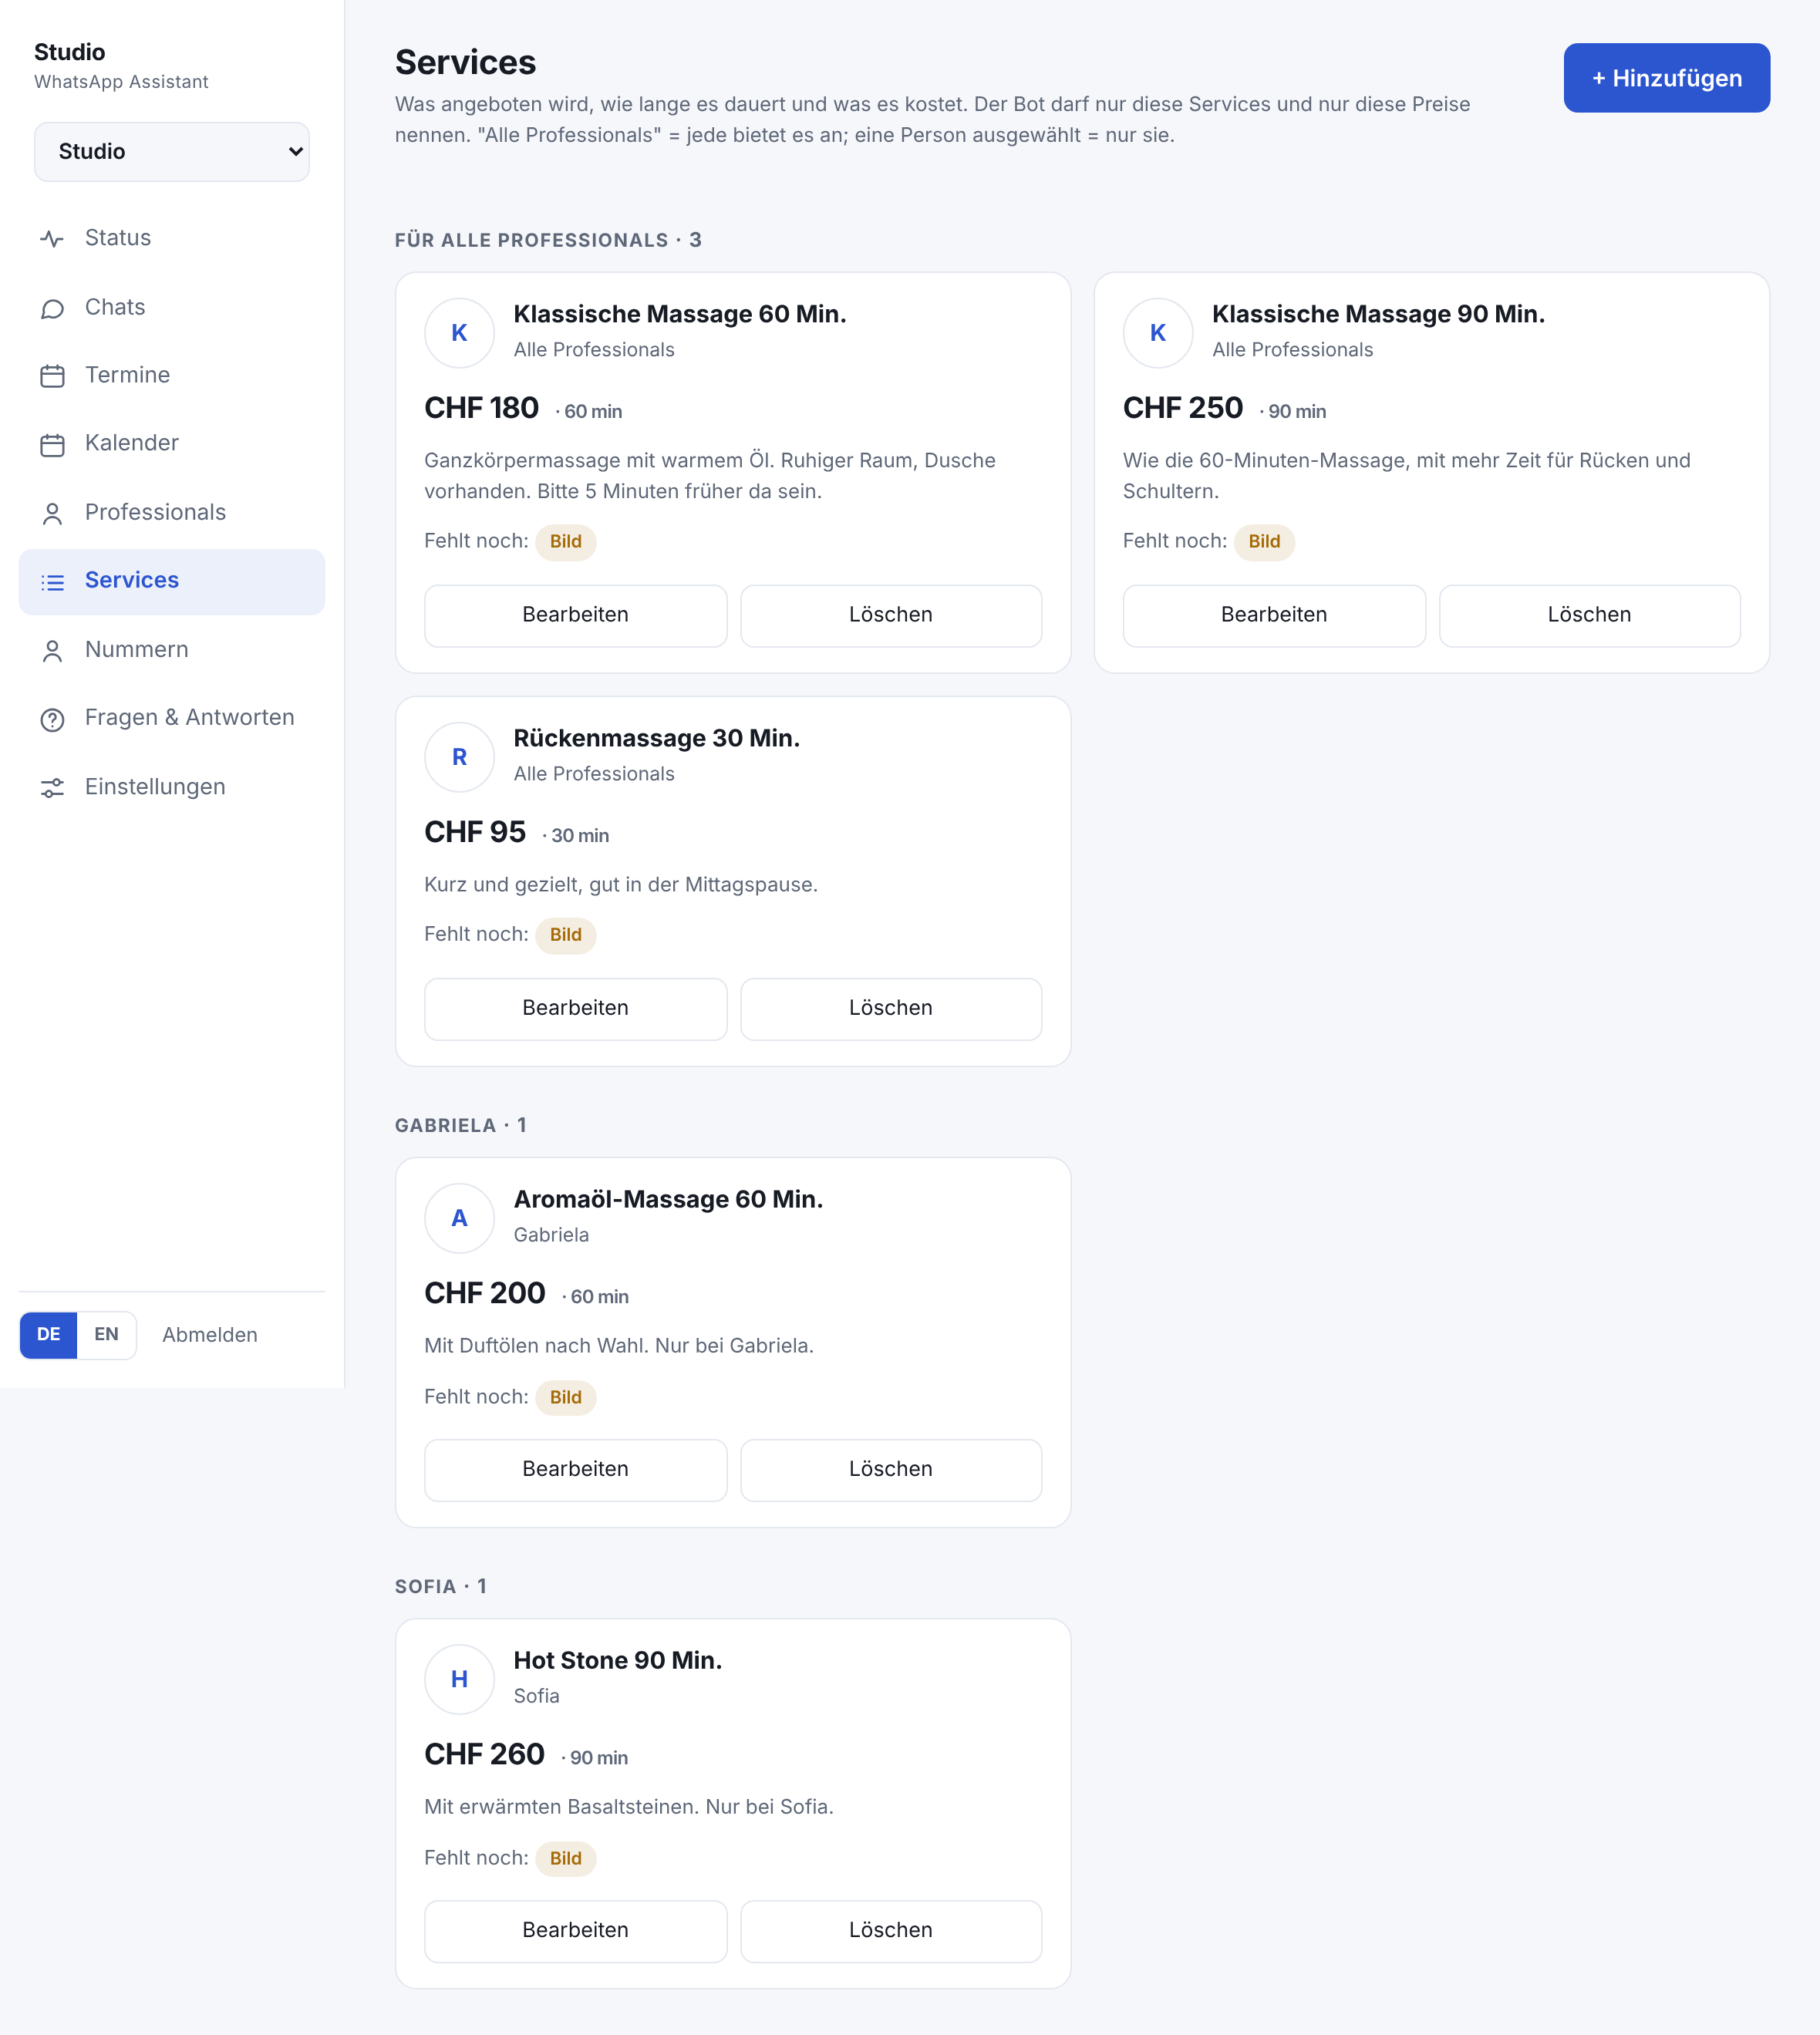 Studio
WhatsApp Assistant
Studio
Status
Chats
Termine
Kalender
Professionals
Services
Nummern
Fragen & Antworten
Einstellungen
DE
EN
Abmelden
Services
Was angeboten wird, wie lange es dauert und was es kostet. Der Bot darf nur diese Services und nur diese Preise
nennen. "Alle Professionals" = jede bietet es an; eine Person ausgewählt = nur sie.
+ Hinzufügen
FÜR ALLE PROFESSIONALS · 3
K
Klassische Massage 60 Min.
Alle Professionals
CHF 180 · 60 min
Ganzkörpermassage mit warmem Öl. Ruhiger Raum, Dusche
vorhanden. Bitte 5 Minuten früher da sein.
Fehlt noch: Bild
Bearbeiten
Löschen
K
Klassische Massage 90 Min.
Alle Professionals
CHF 250 · 90 min
Wie die 60-Minuten-Massage, mit mehr Zeit für Rücken und
Schultern.
Fehlt noch: Bild
Bearbeiten
Löschen
R
Rückenmassage 30 Min.
Alle Professionals
CHF 95 · 30 min
Kurz und gezielt, gut in der Mittagspause.
Fehlt noch: Bild
Bearbeiten
Löschen
GABRIELA · 1
A
Aromaöl-Massage 60 Min.
Gabriela
CHF 200 · 60 min
Mit Duftölen nach Wahl. Nur bei Gabriela.
Fehlt noch: Bild
Bearbeiten
Löschen
SOFIA · 1
H
Hot Stone 90 Min.
Sofia
CHF 260 · 90 min
Mit erwärmten Basaltsteinen. Nur bei Sofia.
Fehlt noch: Bild
Bearbeiten
Löschen